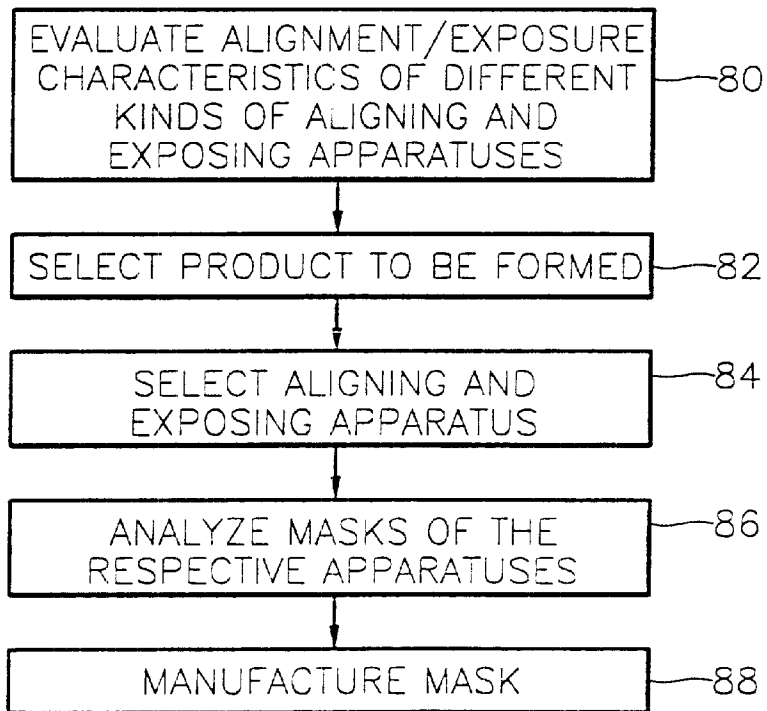 EVALUATE ALIGNMENT/EXPOSURE
CHARACTERISTICS OF DIFFERENT
KINDS OF ALIGNING AND
EXPOSING APPARATUSES
80
SELECT PRODUCT TO BE FORMED
82
SELECT ALIGNING AND
EXPOSING APPARATUS
84
ANALYZE MASKS OF THE
RESPECTIVE APPARATUSES
86
MANUFACTURE MASK
88